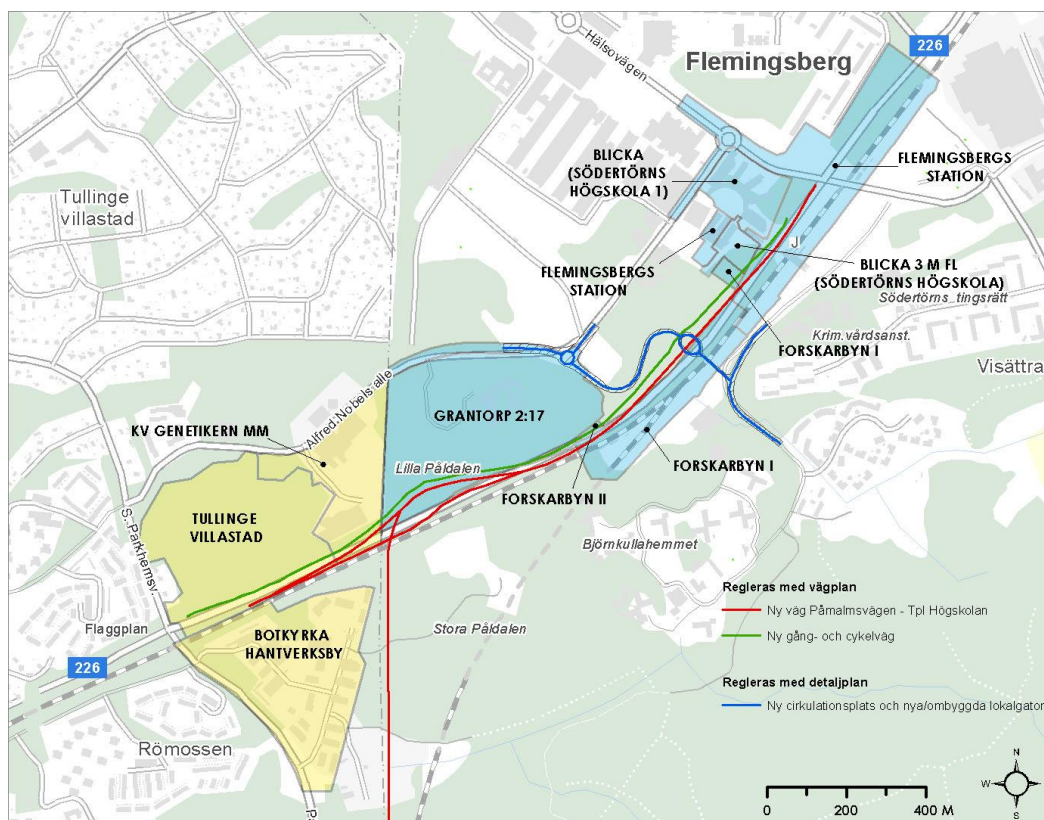 226
Hälsovägen
Flemingsberg
BLICKA
(SÖDERTÖRNS
HÖGSKOLA 1)
FLEMINGSBERGS
STATION
Tullinge
villastad
FLEMINGSBERGS
STATION
J
BLICKA 3 M FL
(SÖDERTÖRNS HÖGSKOLA)
Södertörns tingsrätt
Krim.vårdsanst.
FORSKARBYN I
Visättra
Alfred Nobels allé
GRANTORP 2:17
KV GENETIKERN MM
Lilla Påldalen
FORSKARBYN I
FORSKARBYN II
S. Parkhemsv.
TULLINGE
VILLASTAD
Björnkullahemmet
Regleras med vägplan
Ny väg Påmalmsvägen - Tpl Högskolan
Flaggplan
Stora Påldalen
Ny gång- och cykelväg
BOTKYRKA
HANTVERKSBY
226
Regleras med detaljplan
Ny cirkulationsplats och nya/ombyggda lokalgator
Römossen
N
W
E
S
0 200 400 M